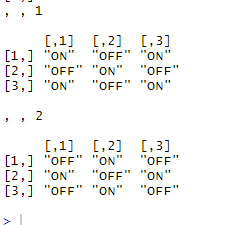 , , 1
[,1] [,2] [,3]
[1,] "ON" "OFF" "ON"
[2,] "OFF" "ON" "OFF"
[3,] "ON" "OFF" "ON"
, , 2
[,1] [,2] [,3]
[1,] "OFF" "ON" "OFF"
[2,] "ON" "OFF" "ON"
[3,] "OFF" "ON" "OFF"
>